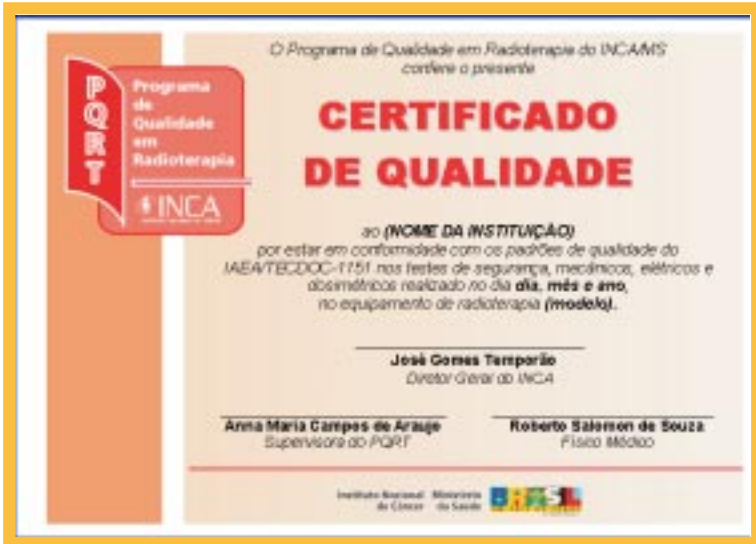 O Programa de Qualidade em Radioterapia do INCA/MS
confere o presente
PQRT
Programa
de
Qualidade
em
Radioterapia
INCA
CERTIFICADO
DE QUALIDADE
ao (NOME DA INSTITUIÇÃO)
por estar em conformidade com os padrões de qualidade do
IAEA/TECDOC-1151 nos testes de segurança, mecânicos, elétricos e
dosimétricos realizado no dia dia, mês e ano,
no equipamento de radioterapia (modelo).
José Gomes Temporão
Diretor Geral do INCA
Anna Maria Campos de Araujo
Supervisora do PQRT
Roberto Salomon de Souza
Físico Médico
Instituto Nacional
de Câncer
Ministério
da Saúde
BRASIL